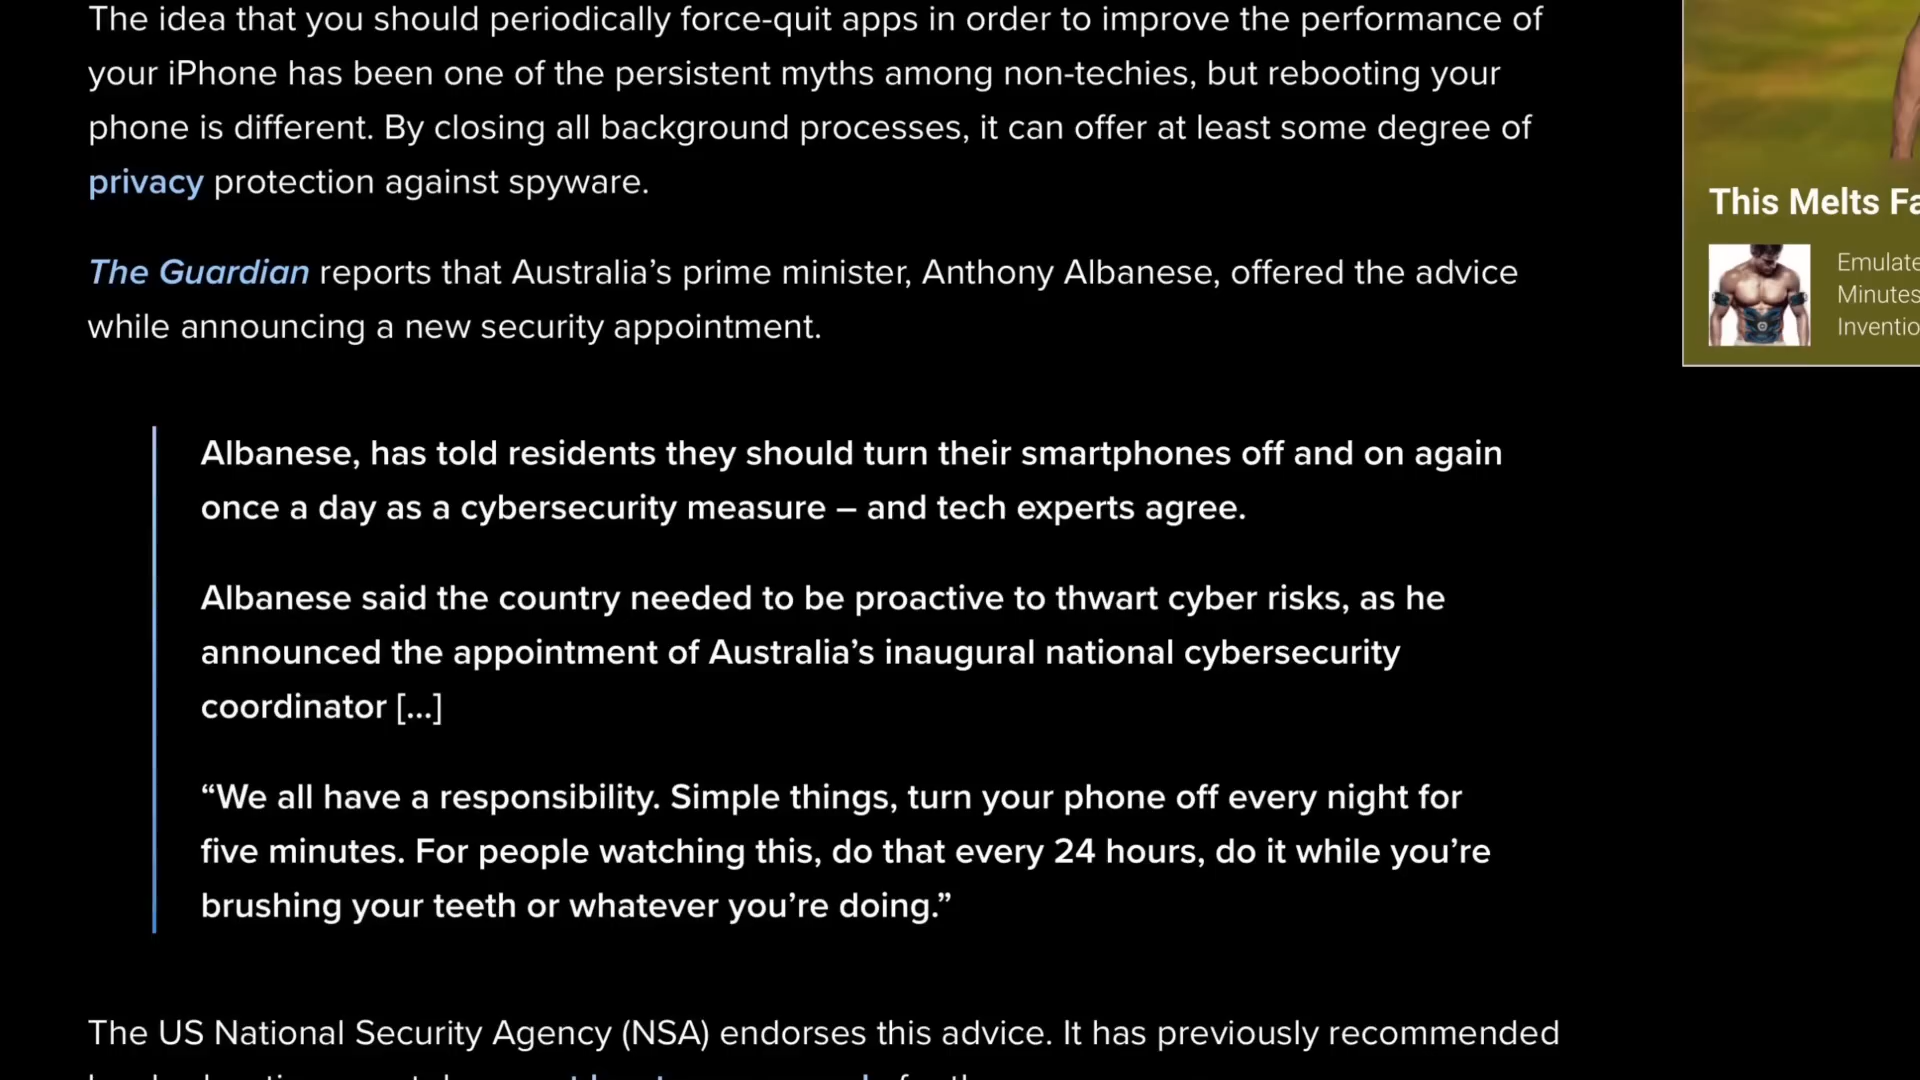 The idea that you should periodically force-quit apps in order to improve the performance of
your iPhone has been one of the persistent myths among non-techies, but rebooting your
phone is different. By closing all background processes, it can offer at least some degree of
privacy protection against spyware.
The Guardian reports that Australia’s prime minister, Anthony Albanese, offered the advice
while announcing a new security appointment.
Albanese, has told residents they should turn their smartphones off and on again
once a day as a cybersecurity measure – and tech experts agree.
Albanese said the country needed to be proactive to thwart cyber risks, as he
announced the appointment of Australia’s inaugural national cybersecurity
coordinator […]
“We all have a responsibility. Simple things, turn your phone off every night for
five minutes. For people watching this, do that every 24 hours, do it while you’re
brushing your teeth or whatever you’re doing.”
The US National Security Agency (NSA) endorses this advice. It has previously recommended
This Melts Fa
Emulate
Minutes
Inventio